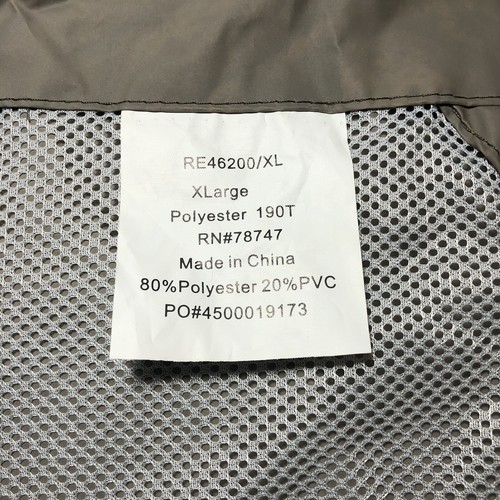 RE46200/XL
XLarge
Polyester 190T
RN#78747
Made in China
80%Polyester 20%PVC
PO#4500019173